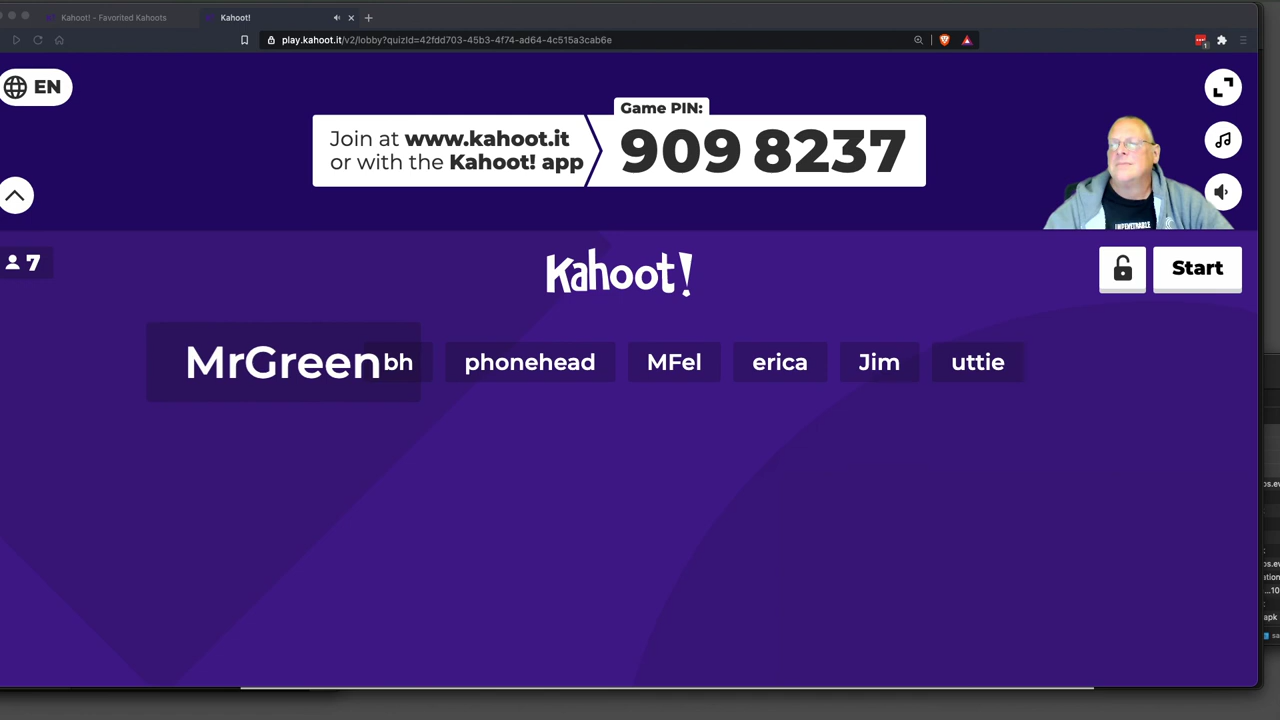 Kahoot! - Favorited Kahoots
Kahoot!
play.kahoot.it/v2/lobby?quizId=42fdd703-45b3-4f74-ad64-4c515a3cab6e
EN
Game PIN:
Join at www.kahoot.it
or with the Kahoot! app
909 8237
7
Kahoot!
Start
MrGreen
bh
phonehead
MFel
erica
Jim
uttie